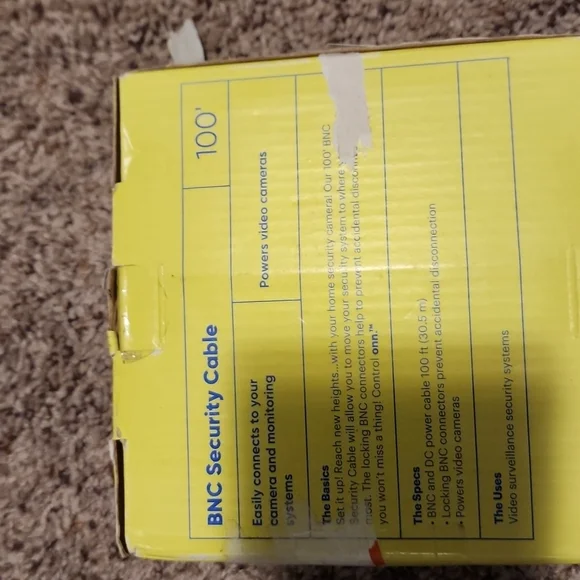 BNC Security Cable
100'
Easily connects to your
camera and monitoring
systems
Powers video cameras
The Basics
Set it up! Reach new heights...with your home security camera! Our 100' BNC
Security Cable will allow you to move your security system to where
most. The locking BNC connectors help to prevent accidental
you won't miss a thing! Control onn.™
The Specs
• BNC and DC power cable 100 ft (30.5 m)
• Locking BNC connectors prevent accidental disconnection
• Powers video cameras
The Uses
Video surveillance security systems